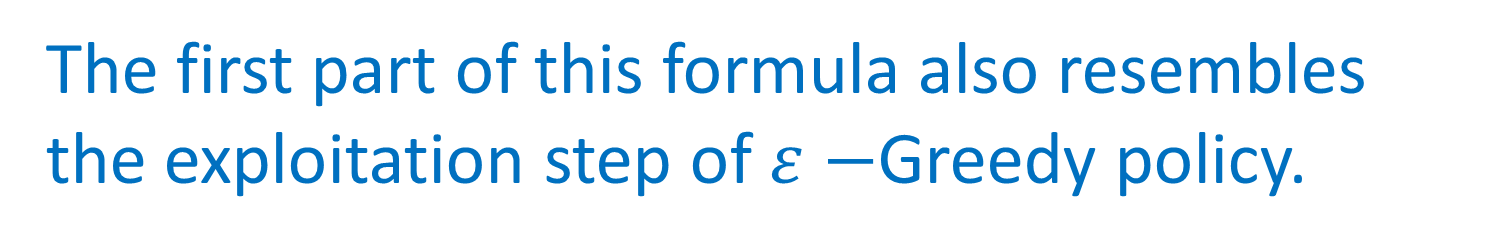 The first part of this formula also resembles
the exploitation step of ε −Greedy policy.